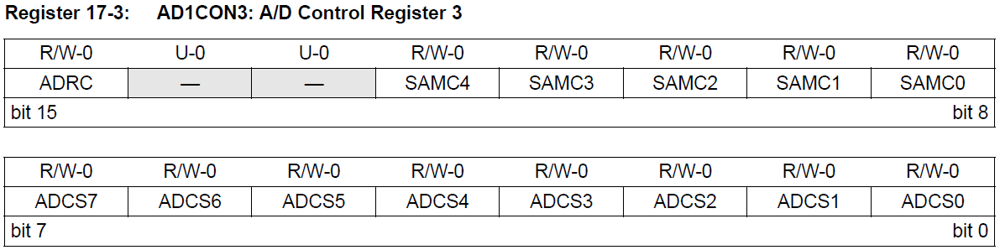 Register 17-3: AD1CON3: A/D Control Register 3
R/W-0 U-0 U-0 R/W-0 R/W-0 R/W-0 R/W-0 R/W-0
ADRC — — SAMC4 SAMC3 SAMC2 SAMC1 SAMC0
bit 15 bit 8
R/W-0 R/W-0 R/W-0 R/W-0 R/W-0 R/W-0 R/W-0 R/W-0
ADCS7 ADCS6 ADCS5 ADCS4 ADCS3 ADCS2 ADCS1 ADCS0
bit 7 bit 0